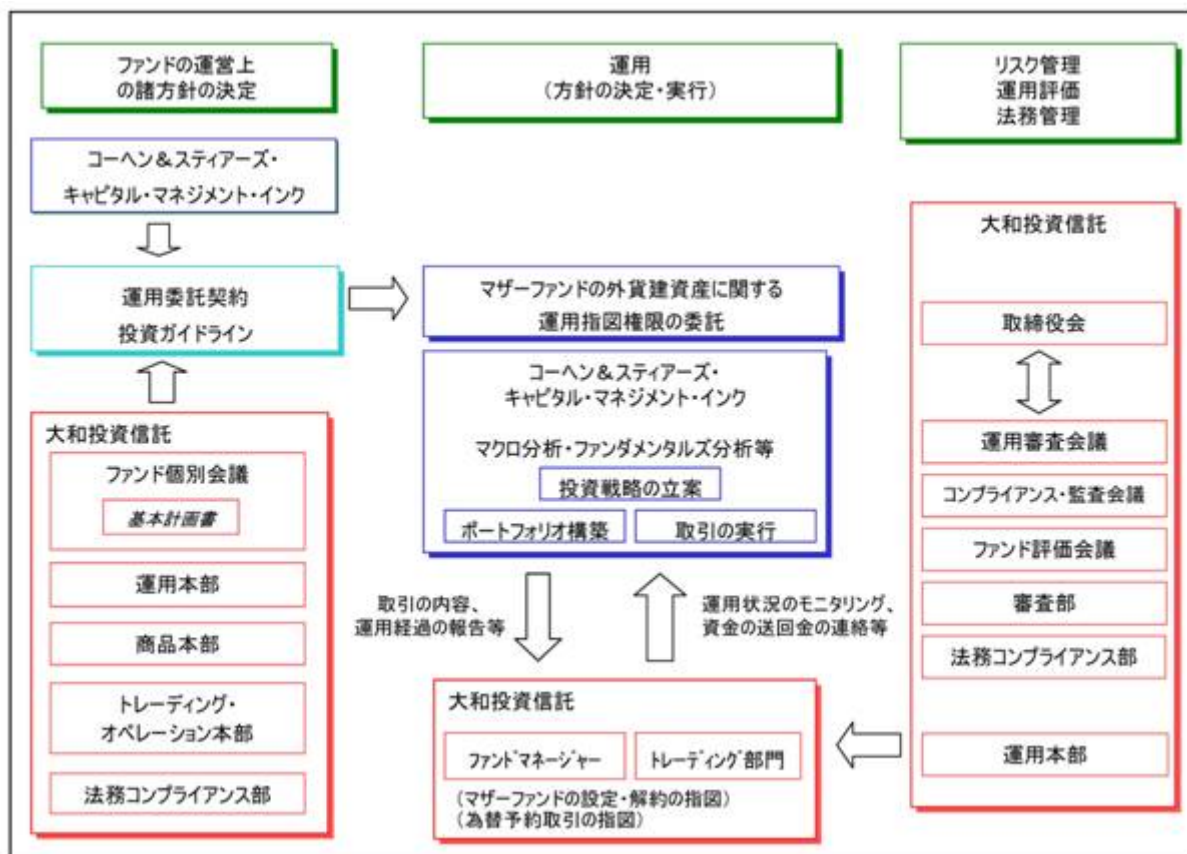 ファンドの運営上
の諸方針の決定
運用
（方針の決定・実行）
リスク管理
運用評価
法務管理
コーヘン＆スティアーズ・
キャピタル・マネジメント・インク
運用委託契約
投資ガイドライン
大和投資信託
ファンド個別会議
基本計画書
運用本部
商品本部
トレーディング・
オペレーション本部
法務コンプライアンス部
マザーファンドの外貨建資産に関する
運用指図権限の委託
コーヘン＆スティアーズ・
キャピタル・マネジメント・インク
マクロ分析・ファンダメンタルズ分析等
投資戦略の立案
ポートフォリオ構築
取引の実行
取引の内容、
運用経過の報告等
運用状況のモニタリング、
資金の送回金の連絡等
大和投資信託
ファンドマネージャー
トレーディング部門
（マザーファンドの設定・解約の指図）
（為替予約取引の指図）
大和投資信託
取締役会
運用審査会議
コンプライアンス・監査会議
ファンド評価会議
審査部
法務コンプライアンス部
運用本部